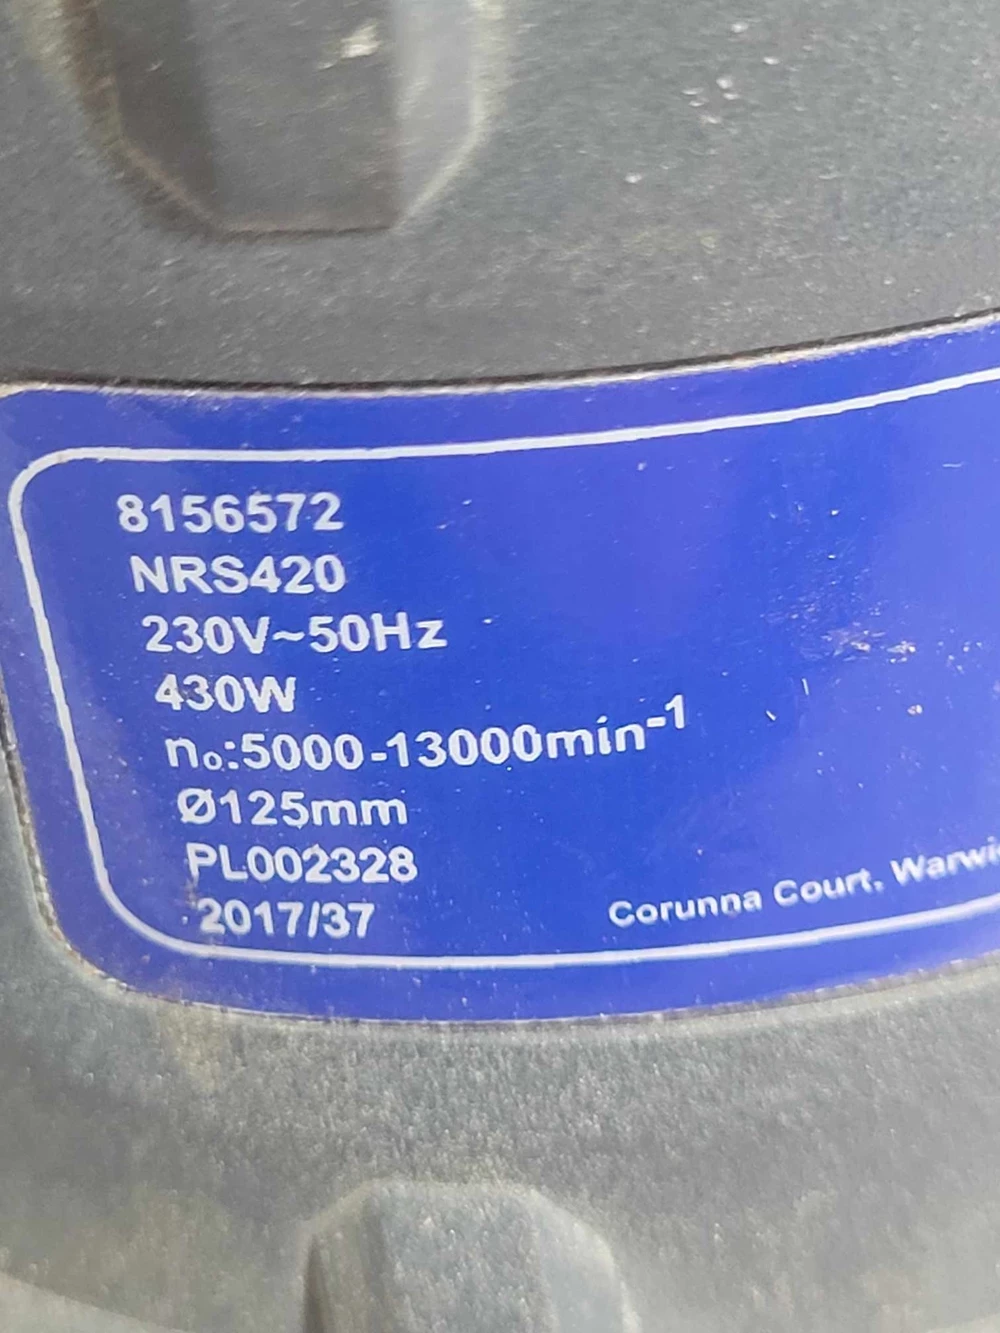 8156572
NRS420
230V~50Hz
430W
n₀:5000-13000min⁻¹
Ø125mm
PL002328
2017/37
Corunna Court,